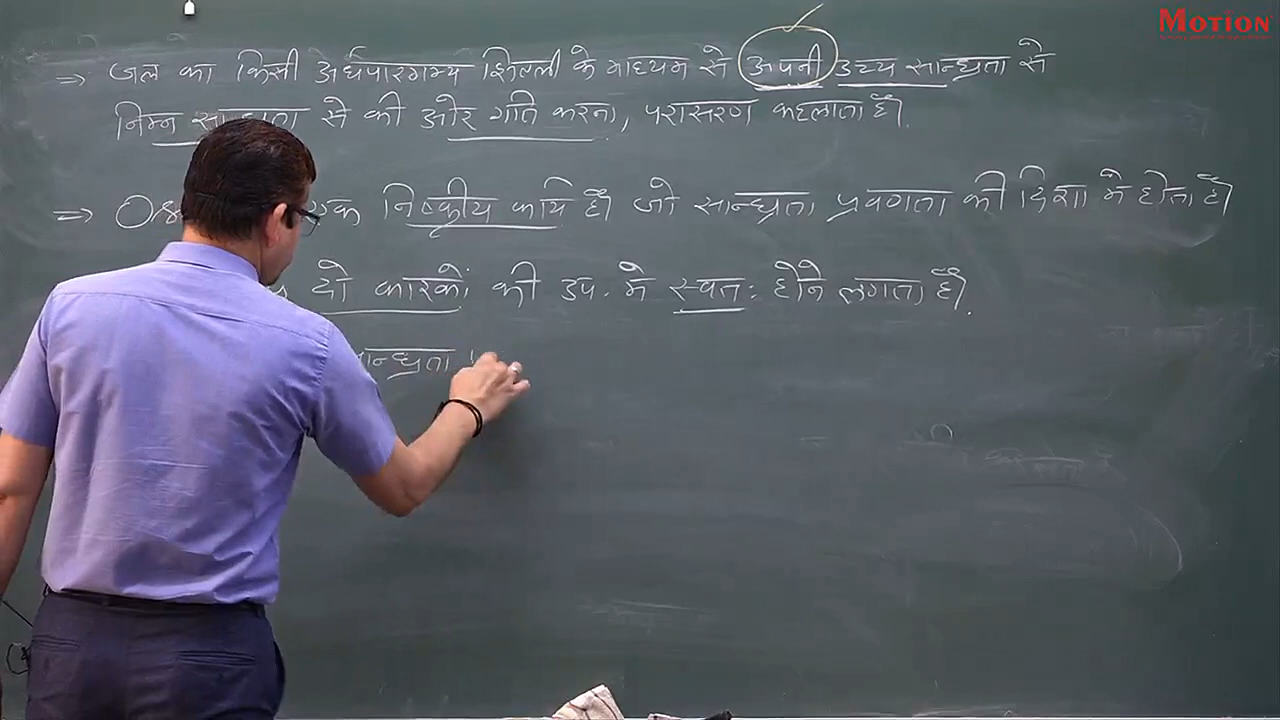 MOTION
⇒ जल का किसी अर्धपारगम्य झिल्ली के माध्यम से अपनी उच्च सान्द्रता से
निम्न सान्द्रता से की ओर गति करना, परासरण कहलाता है।
⇒ एक निष्क्रीय कार्य है। जो सान्द्रता प्रवणता की दिशा मे होता है।
दो कारकों की उप. मे स्वत: होने लगता है।
सान्द्रता